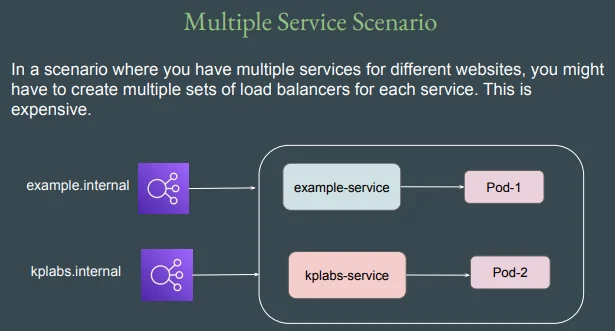 Multiple Service Scenario
In a scenario where you have multiple services for different websites, you might
have to create multiple sets of load balancers for each service. This is
expensive.
example.internal
example-service
Pod-1
kplabs.internal
kplabs-service
Pod-2